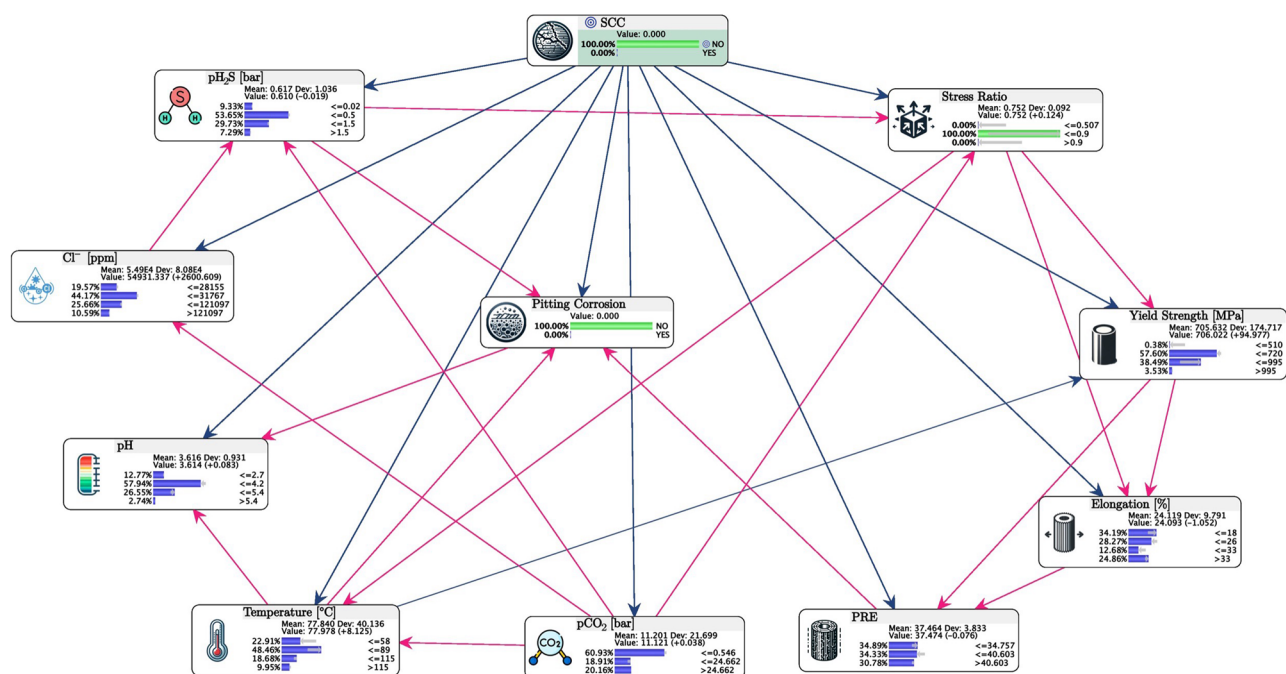 SCC
Value: 0.000
100.00% NO
0.00% YES
pH₂S [bar]
Mean: 0.617 Dev: 1.036
Value: 0.610 (−0.019)
9.33% <=0.02
53.65% <=0.5
29.73% <=1.5
7.29% >1.5
S
H H
Stress Ratio
Mean: 0.752 Dev: 0.092
Value: 0.752 (+0.124)
0.00% <=0.507
100.00% <=0.9
0.00% >0.9
Cl⁻ [ppm]
Mean: 5.49E4 Dev: 8.08E4
Value: 54931.337 (+2600.609)
19.57% <=28155
44.17% <=31767
25.66% <=121097
10.59% >121097
Pitting Corrosion
Value: 0.000
100.00% NO
0.00% YES
Yield Strength [MPa]
Mean: 705.632 Dev: 174.717
Value: 706.022 (+94.977)
0.38% <=510
57.60% <=720
38.49% <=995
3.53% >995
pH
Mean: 3.616 Dev: 0.931
Value: 3.614 (+0.083)
12.77% <=2.7
57.94% <=4.2
26.55% <=5.4
2.74% >5.4
Elongation [%]
Mean: 24.119 Dev: 9.791
Value: 24.093 (−1.052)
34.19% <=18
28.27% <=26
12.68% <=33
24.86% >33
Temperature [°C]
Mean: 77.840 Dev: 40.136
Value: 77.978 (+8.125)
22.91% <=58
48.46% <=89
18.68% <=115
9.95% >115
pCO₂ [bar]
Mean: 11.201 Dev: 21.699
Value: 11.121 (+0.038)
60.93% <=0.546
18.91% <=24.662
20.16% >24.662
CO₂
PRE
Mean: 37.464 Dev: 3.833
Value: 37.474 (−0.076)
34.89% <=34.757
34.33% <=40.603
30.78% >40.603